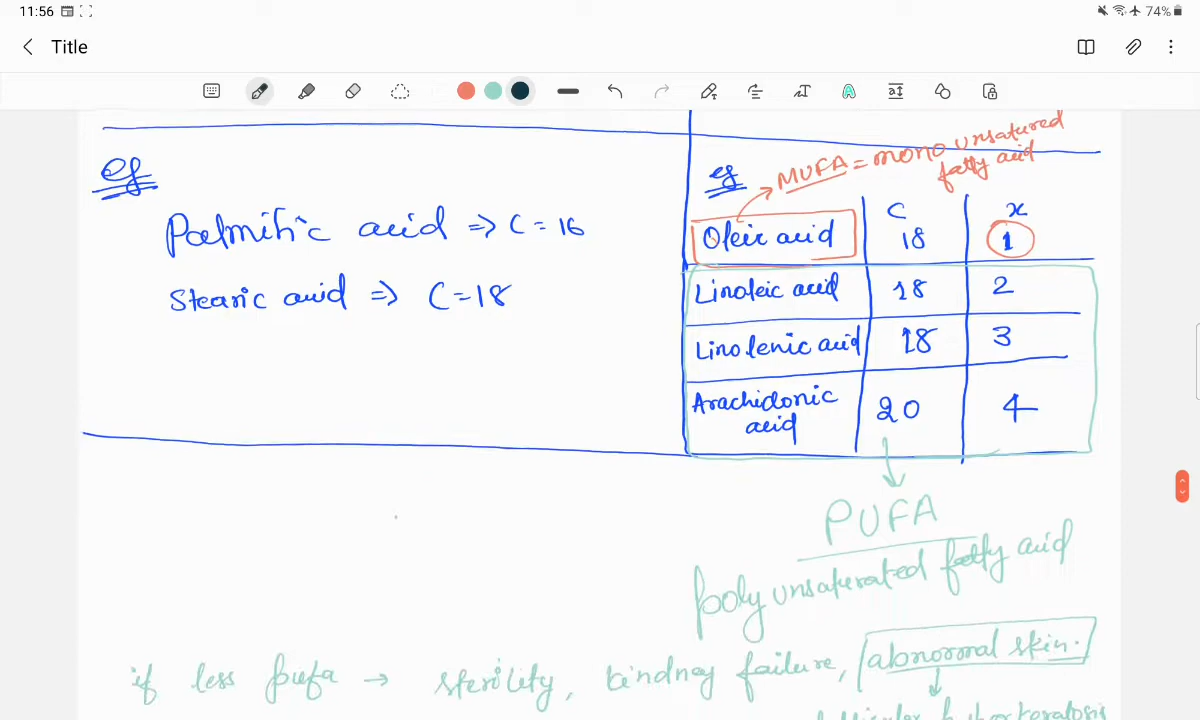 11:56
74%
Title
eg
Palmitic acid => C = 16
Stearic acid => C = 18
eg
MUFA = mono unsatured
fatty acid
C x
Oleic acid 18 1
Linoleic acid 18 2
Linolenic acid 18 3
Arachidonic
acid 20 4
PUFA
poly unsaturated fatty acid
if less pufa → sterility, kindney failure, abnormal skin.